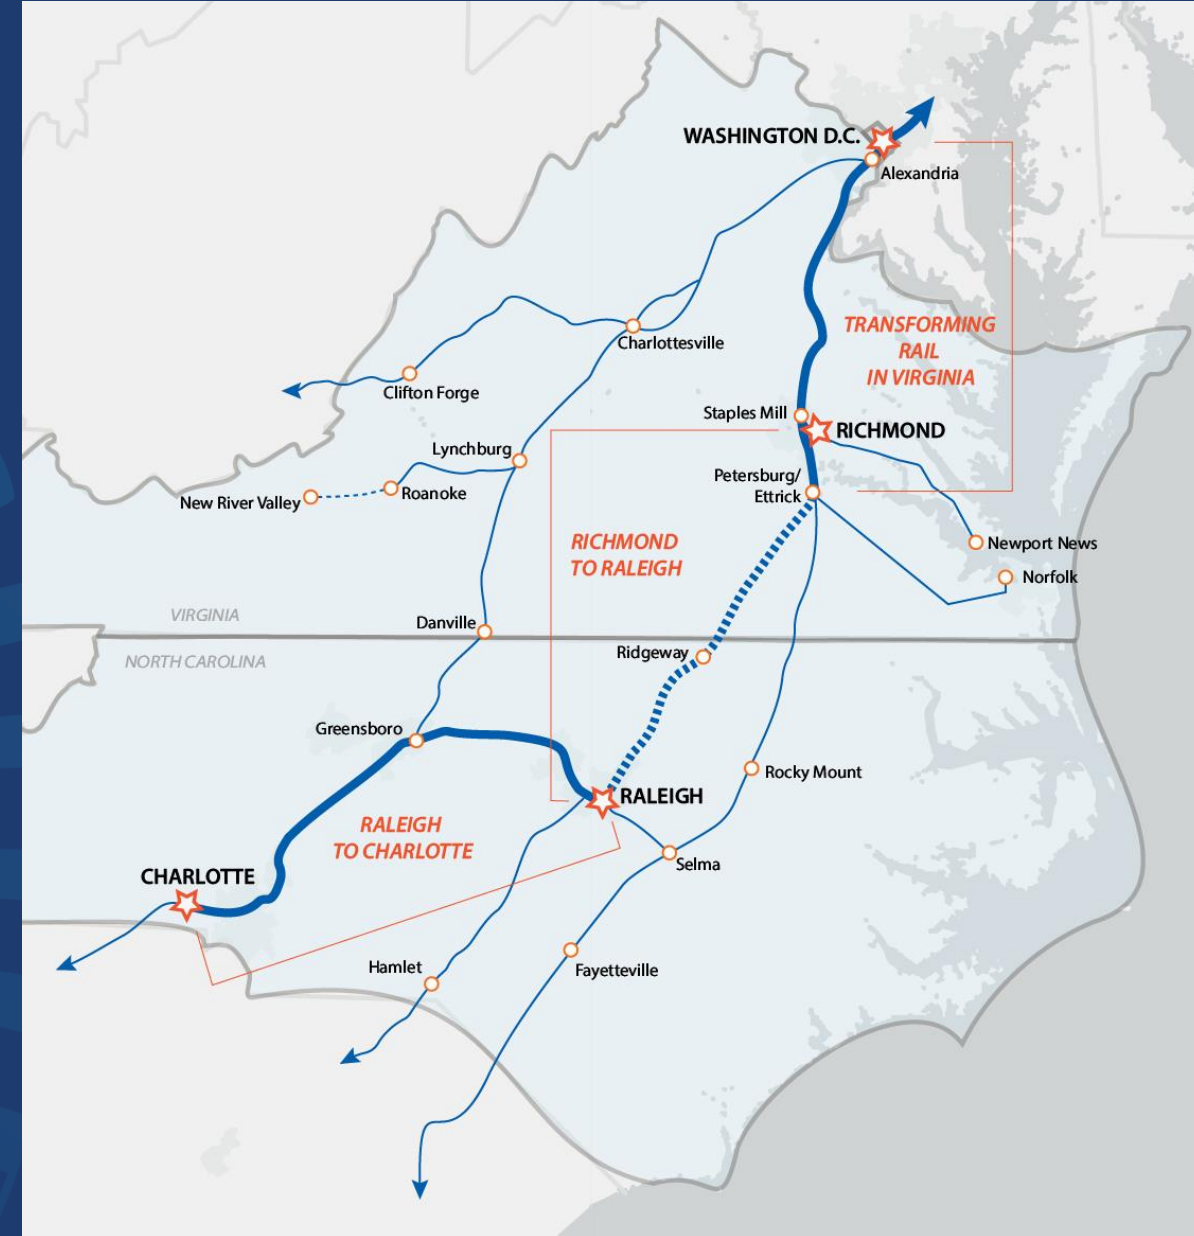 WASHINGTON D.C.
Alexandria
TRANSFORMING
RAIL
IN VIRGINIA
Charlottesville
Clifton Forge
Staples Mill
RICHMOND
Lynchburg
Petersburg/
Ettrick
Roanoke
New River Valley
Newport News
RICHMOND
TO RALEIGH
Norfolk
VIRGINIA
Danville
Ridgeway
NORTH CAROLINA
Greensboro
Rocky Mount
RALEIGH
RALEIGH
TO CHARLOTTE
Selma
CHARLOTTE
Hamlet
Fayetteville